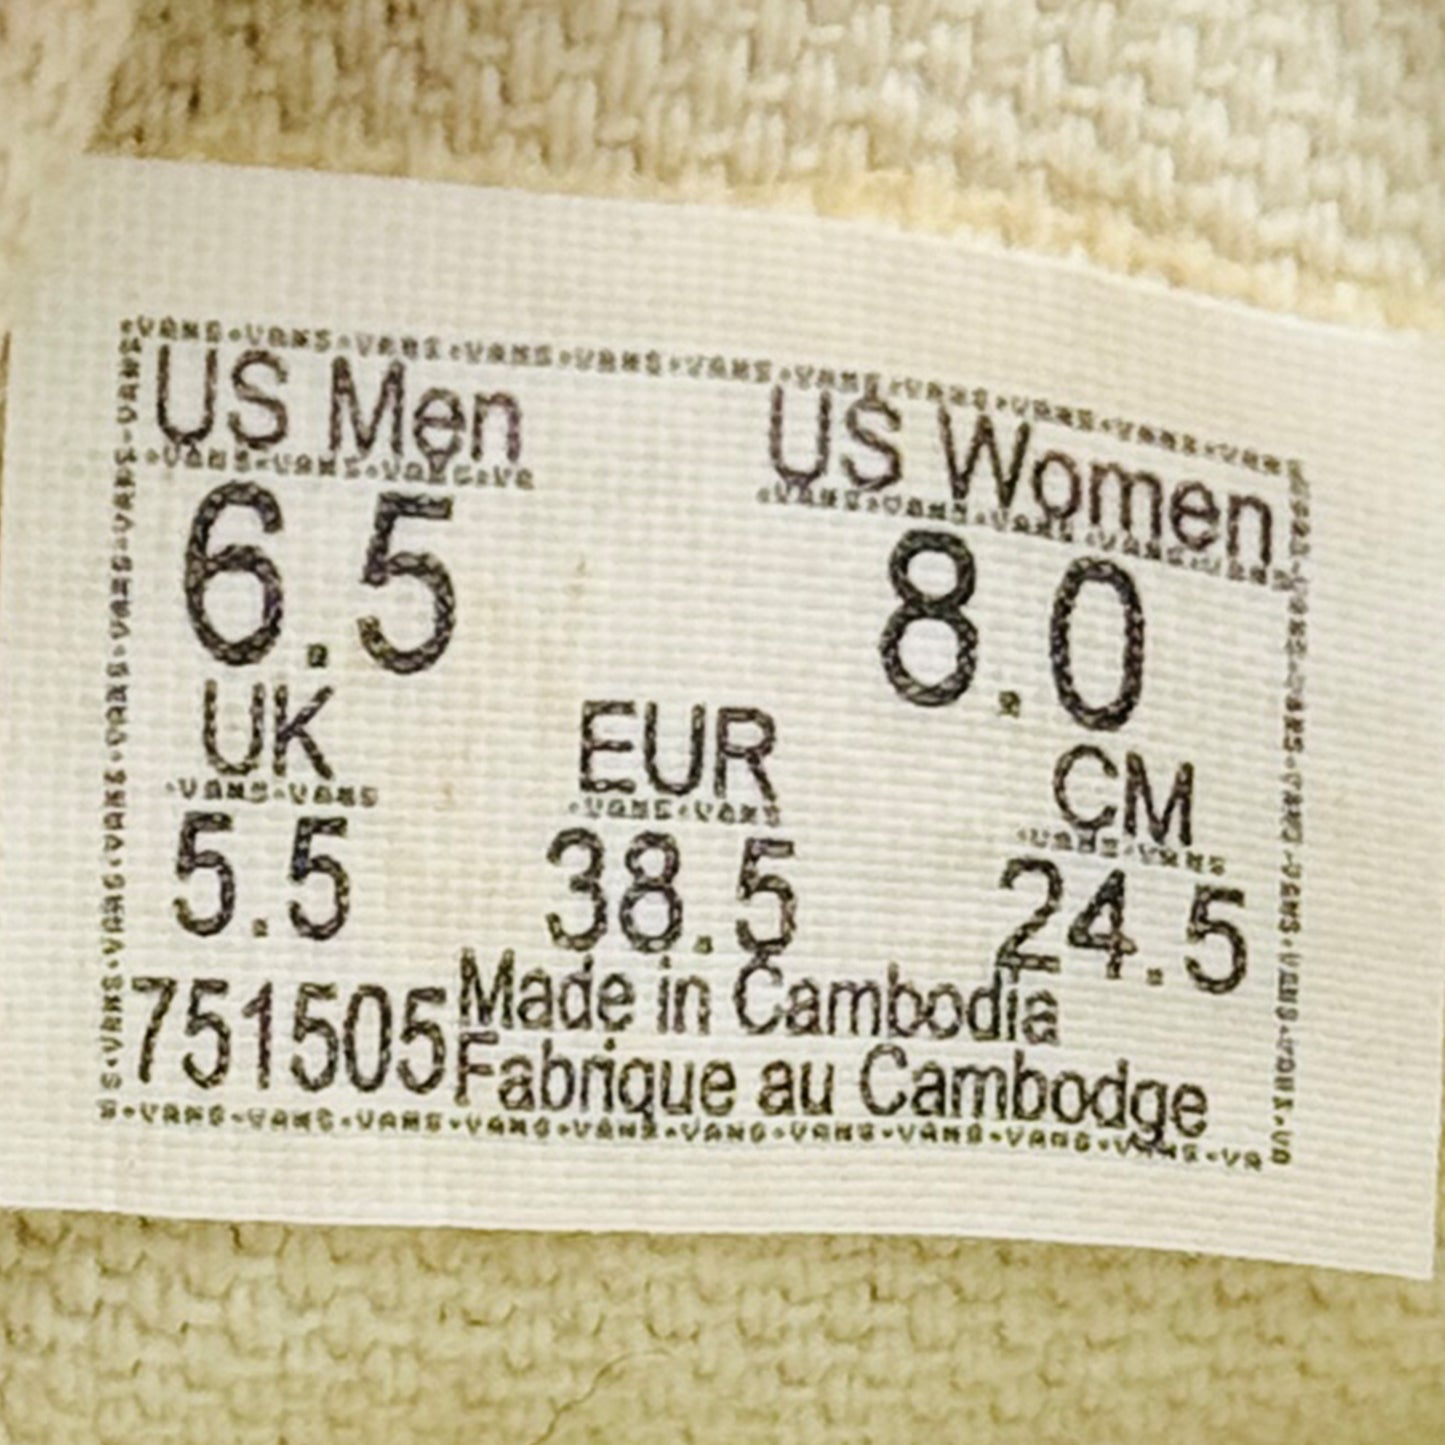 US Men US Women
6.5 8.0
UK EUR CM
5.5 38.5 24.5
751505 Made in Cambodia
Fabrique au Cambodge